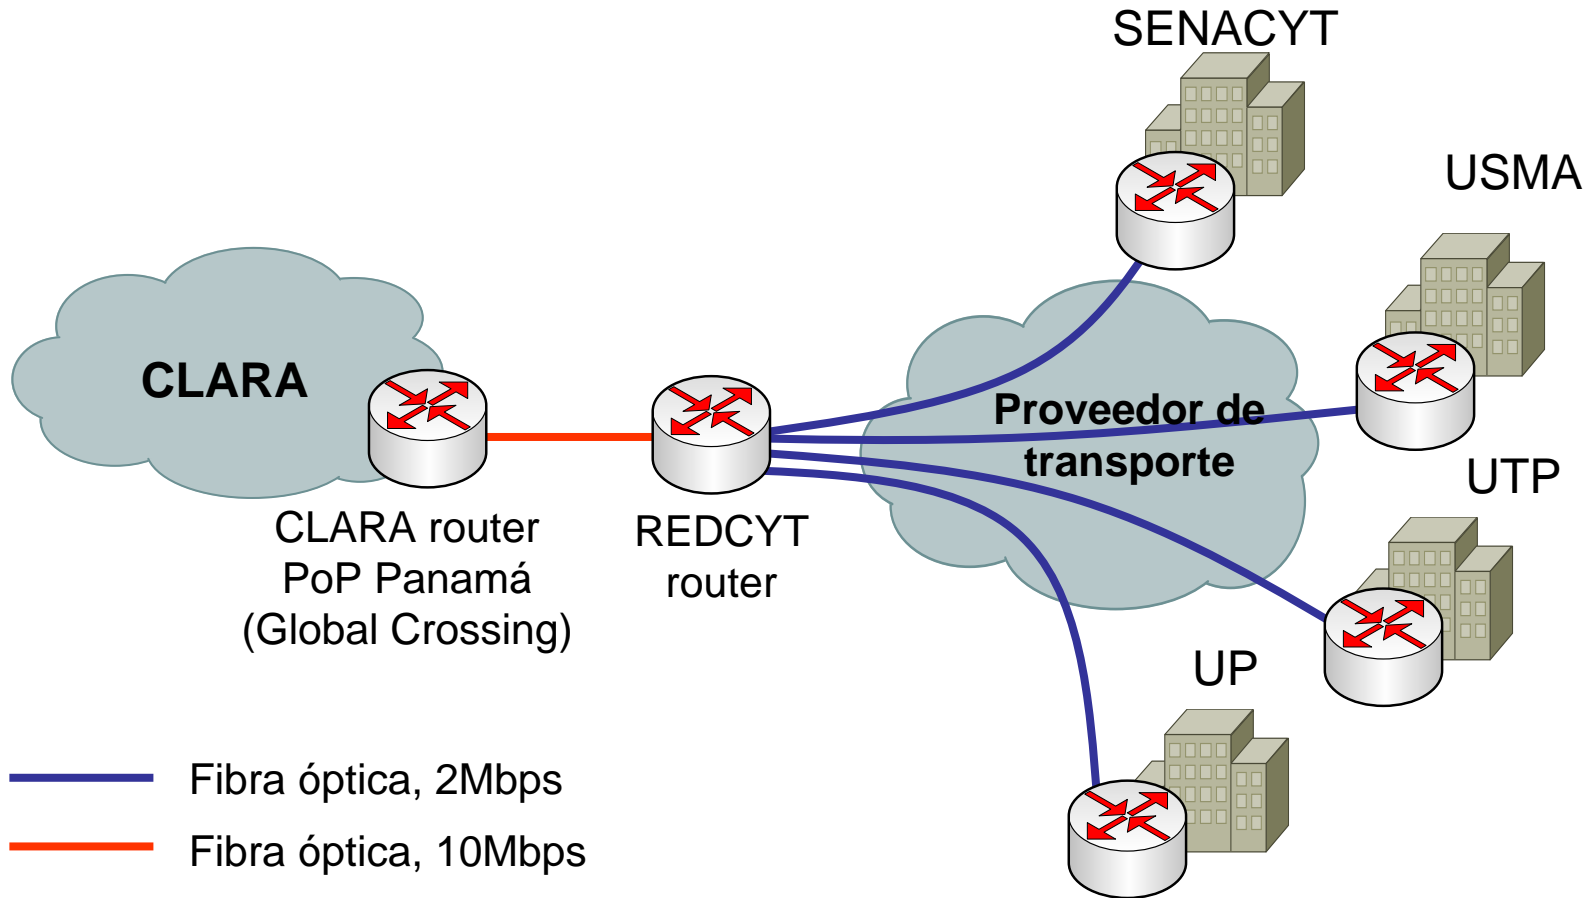 SENACYT
USMA
CLARA
Proveedor de
transporte
UTP
CLARA router
PoP Panamá
(Global Crossing)
REDCYT
router
UP
Fibra óptica, 2Mbps
Fibra óptica, 10Mbps